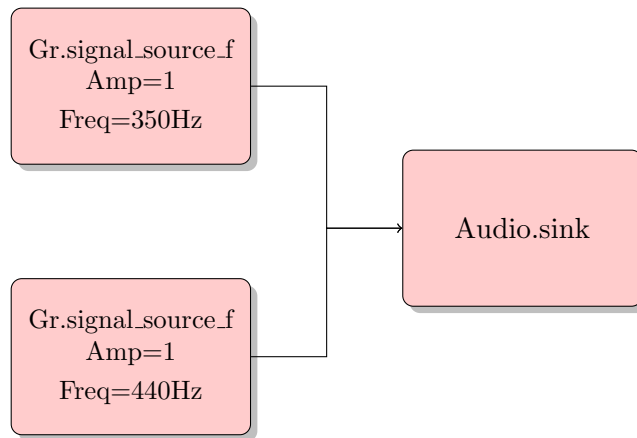 Gr.signal_source_f
Amp=1
Freq=350Hz
Audio.sink
Gr.signal_source_f
Amp=1
Freq=440Hz